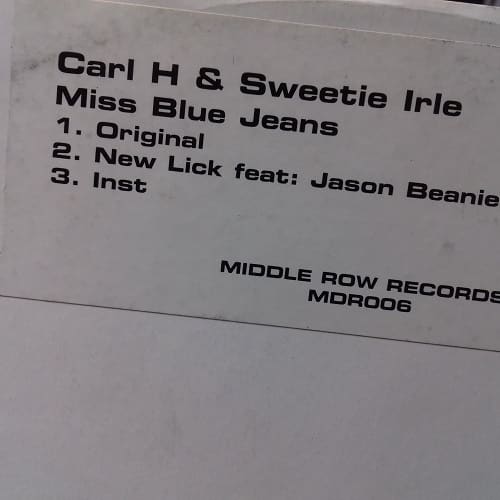 Carl H & Sweetie Irle
Miss Blue Jeans
1. Original
2. New Lick feat: Jason Beanie
3. Inst
MIDDLE ROW RECORDS
MDR006